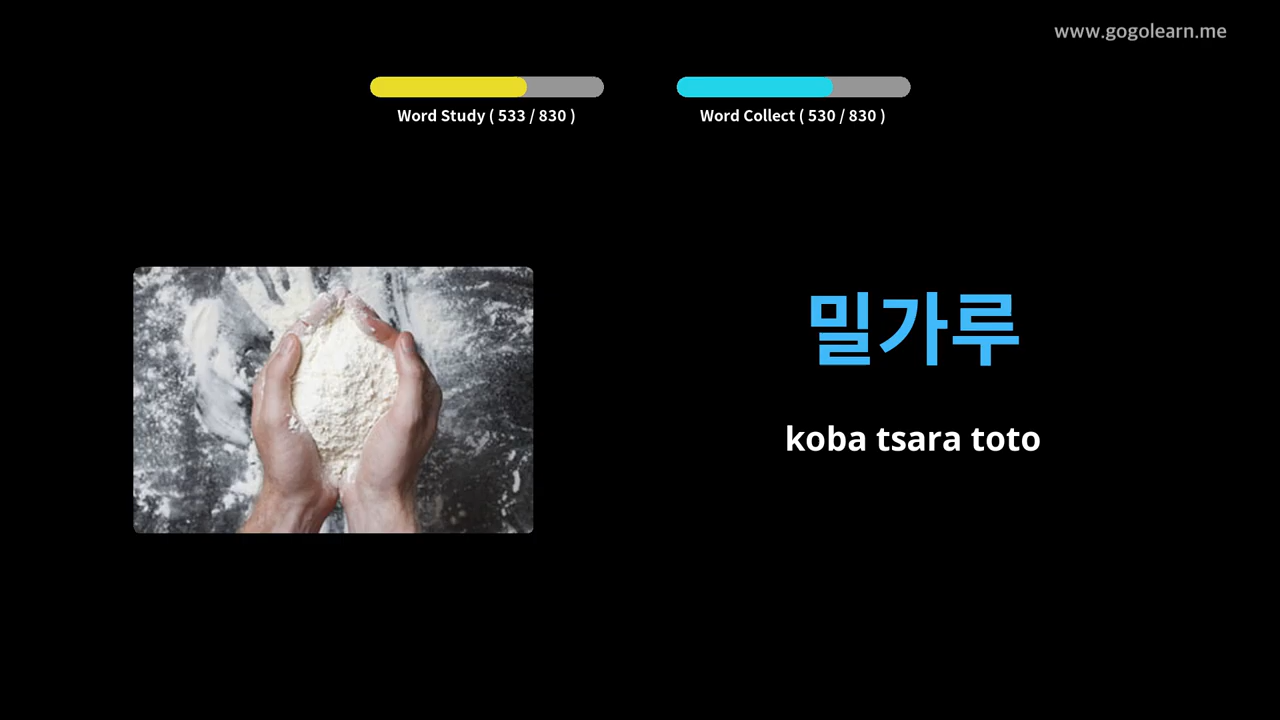 www.gogolearn.me
Word Study ( 533 / 830 )
Word Collect ( 530 / 830 )
밀가루
koba tsara toto